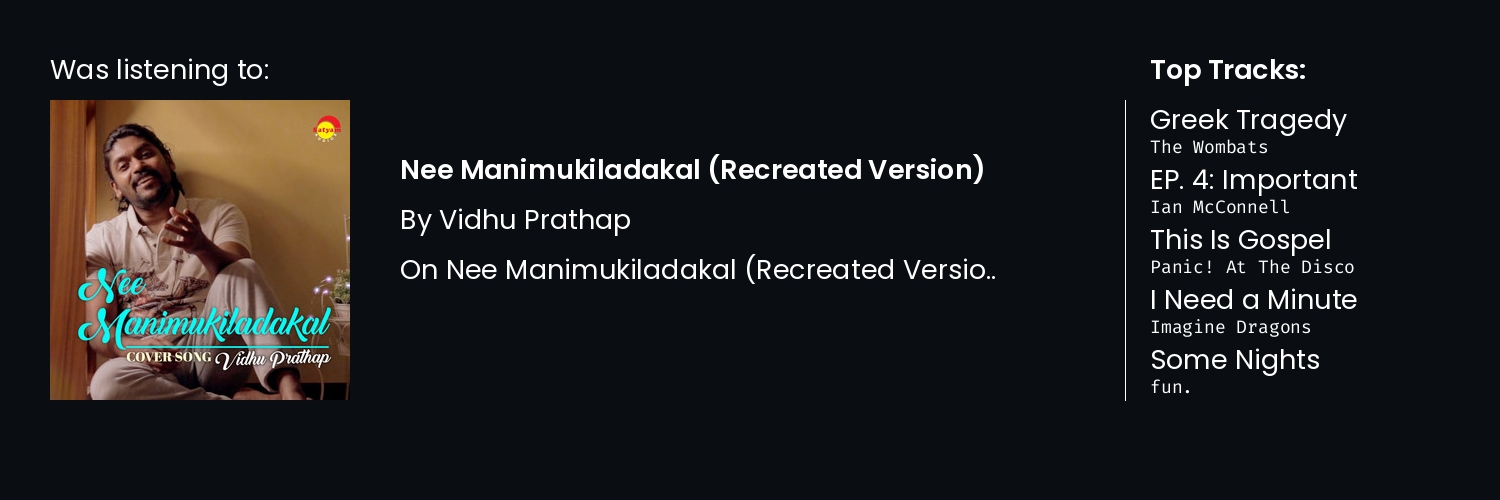 Was listening to:
Satyam
Nee
Manimukiladakal
COVER SONG Vidhu Prathap
Nee Manimukiladakal (Recreated Version)
By Vidhu Prathap
On Nee Manimukiladakal (Recreated Versio..
Top Tracks:
Greek Tragedy
The Wombats
EP. 4: Important
Ian McConnell
This Is Gospel
Panic! At The Disco
I Need a Minute
Imagine Dragons
Some Nights
fun.